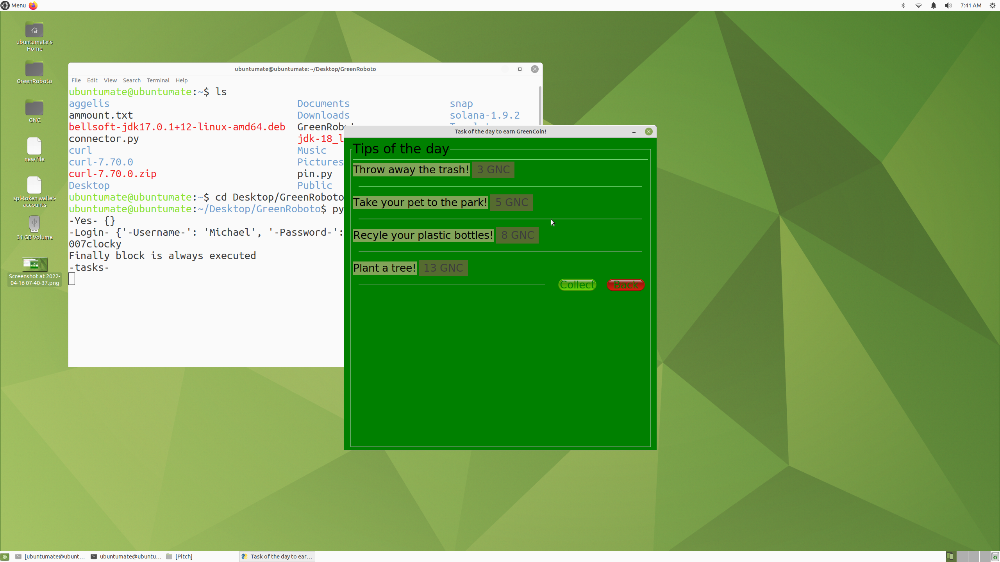 Menu
7:41 AM
ubuntumate's
Home
GreenRoboto
GNC
new file
spl-token wallet-
accounts
31 GB Volume
Screenshot at 2022-
04-16 07-40-37.png
ubuntumate@ubuntumate: ~/Desktop/GreenRoboto
File Edit View Search Terminal Help
ubuntumate@ubuntumate:~$ ls
aggelis Documents snap
ammount.txt Downloads solana-1.9.2
bellsoft-jdk17.0.1+12-linux-amd64.deb GreenRob
connector.py jdk-18_l
curl Music
curl-7.70.0 Pictures
curl-7.70.0.zip pin.py
Desktop Public
ubuntumate@ubuntumate:~$ cd Desktop/GreenRoboto
ubuntumate@ubuntumate:~/Desktop/GreenRoboto$ py
-Yes- {}
-Login- {'-Username-': 'Michael', '-Password-':
007clocky
Finally block is always executed
-tasks-
Task of the day to earn GreenCoin!
Tips of the day
Throw away the trash! 3 GNC
Take your pet to the park! 5 GNC
Recyle your plastic bottles! 8 GNC
Plant a tree! 13 GNC
Collect Back
[ubuntumate@ubunt... ubuntumate@ubuntu... [Pitch] Task of the day to ear...